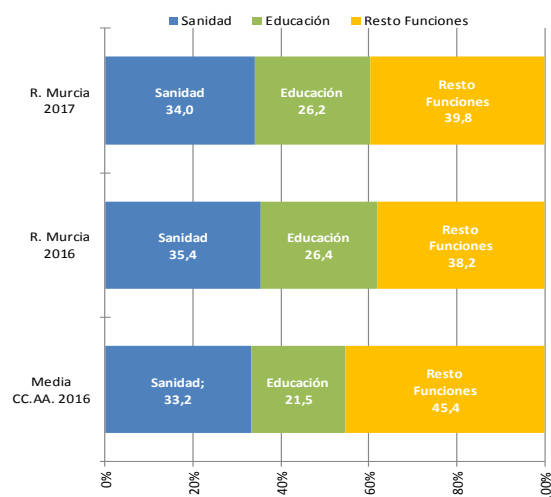 Sanidad Educación Resto Funciones
R. Murcia
2017
Sanidad
34,0
Educación
26,2
Resto
Funciones
39,8
R. Murcia
2016
Sanidad
35,4
Educación
26,4
Resto
Funciones
38,2
Media
CC.AA. 2016
Sanidad;
33,2
Educación
21,5
Resto
Funciones
45,4
0%
20%
40%
60%
80%
100%